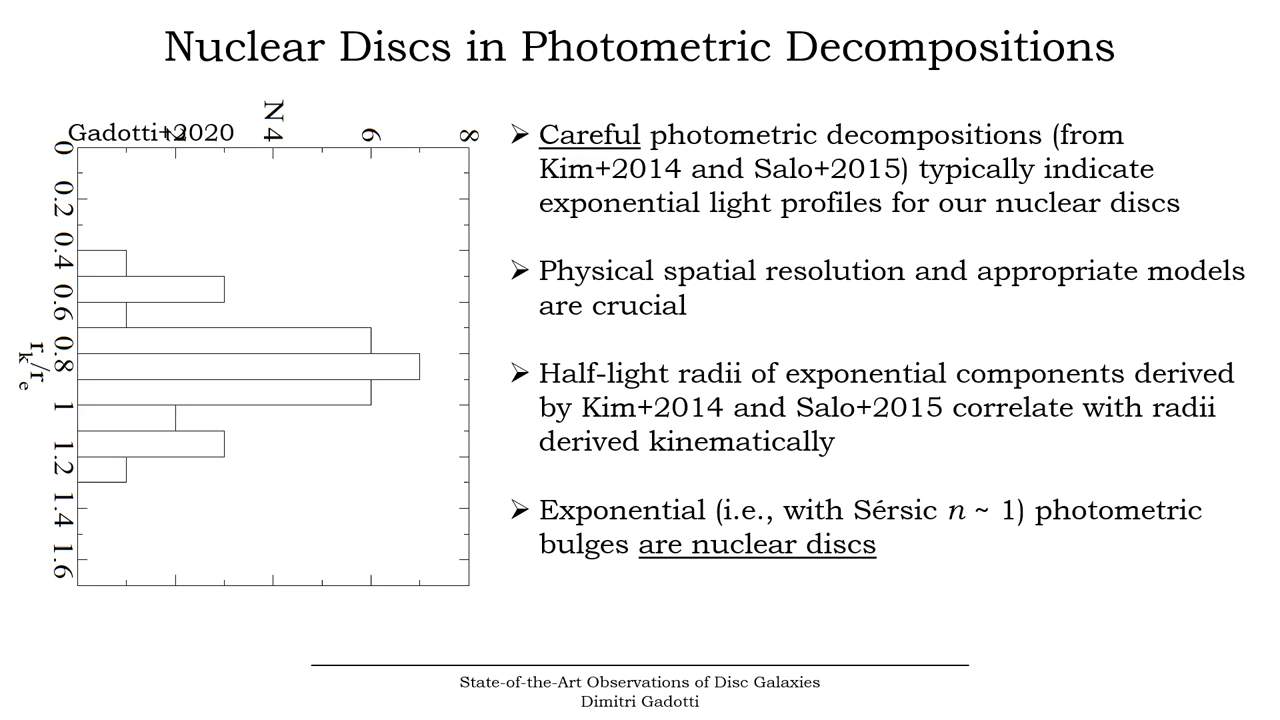 Nuclear Discs in Photometric Decompositions
Gadotti+2020
N
2
4
6
8
0
0.2
0.4
0.6
0.8
1
1.2
1.4
1.6
rk/re
➢ Careful photometric decompositions (from
Kim+2014 and Salo+2015) typically indicate
exponential light profiles for our nuclear discs
➢ Physical spatial resolution and appropriate models
are crucial
➢ Half-light radii of exponential components derived
by Kim+2014 and Salo+2015 correlate with radii
derived kinematically
➢ Exponential (i.e., with Sérsic n ~ 1) photometric
bulges are nuclear discs
State-of-the-Art Observations of Disc Galaxies
Dimitri Gadotti